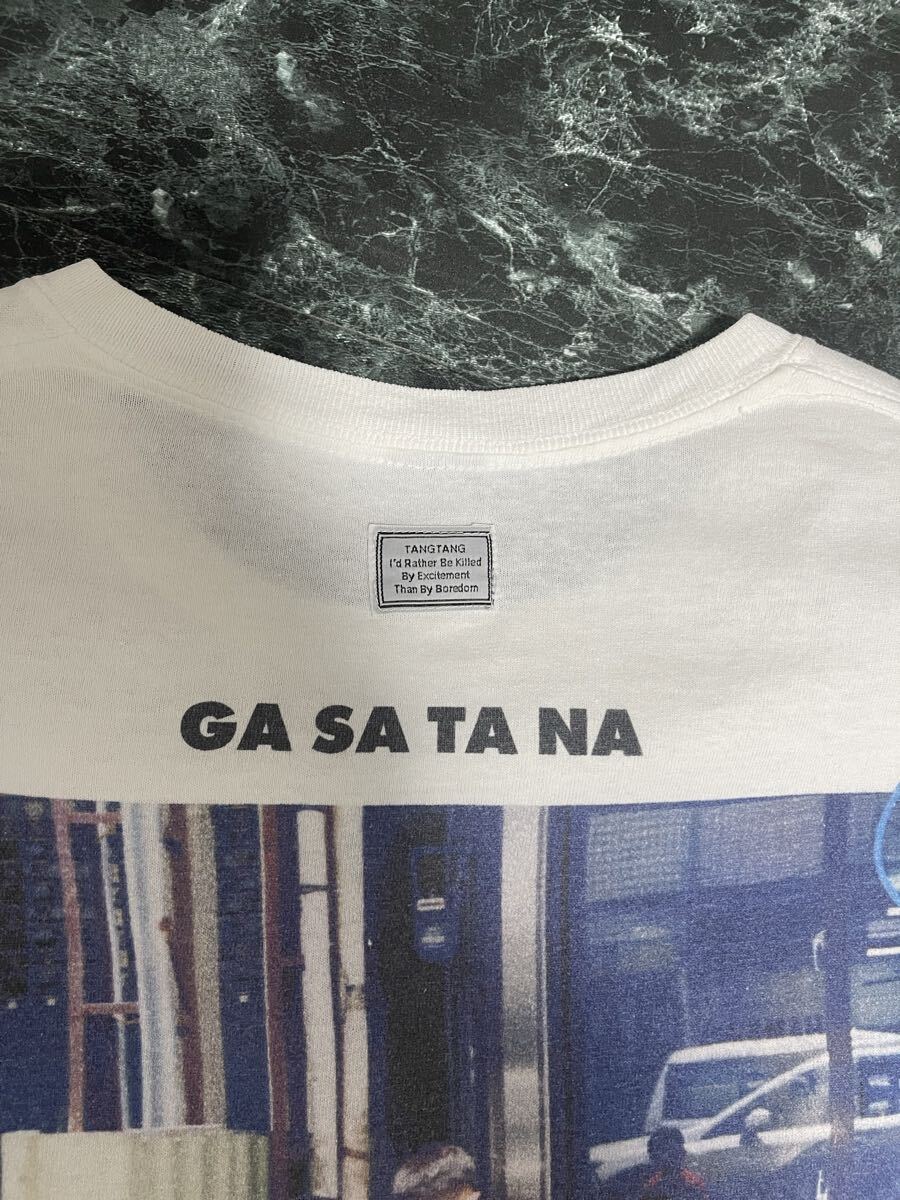 TANGTANG
I'd Rather Be Killed
By Excitement
Than By Boredom
GA SA TA NA